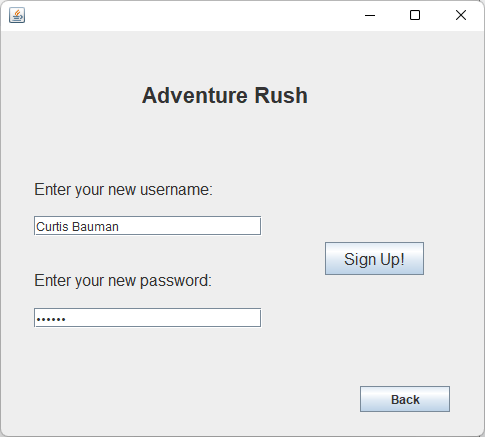 Adventure Rush
Enter your new username:
Curtis Bauman
Sign Up!
Enter your new password:
••••••
Back